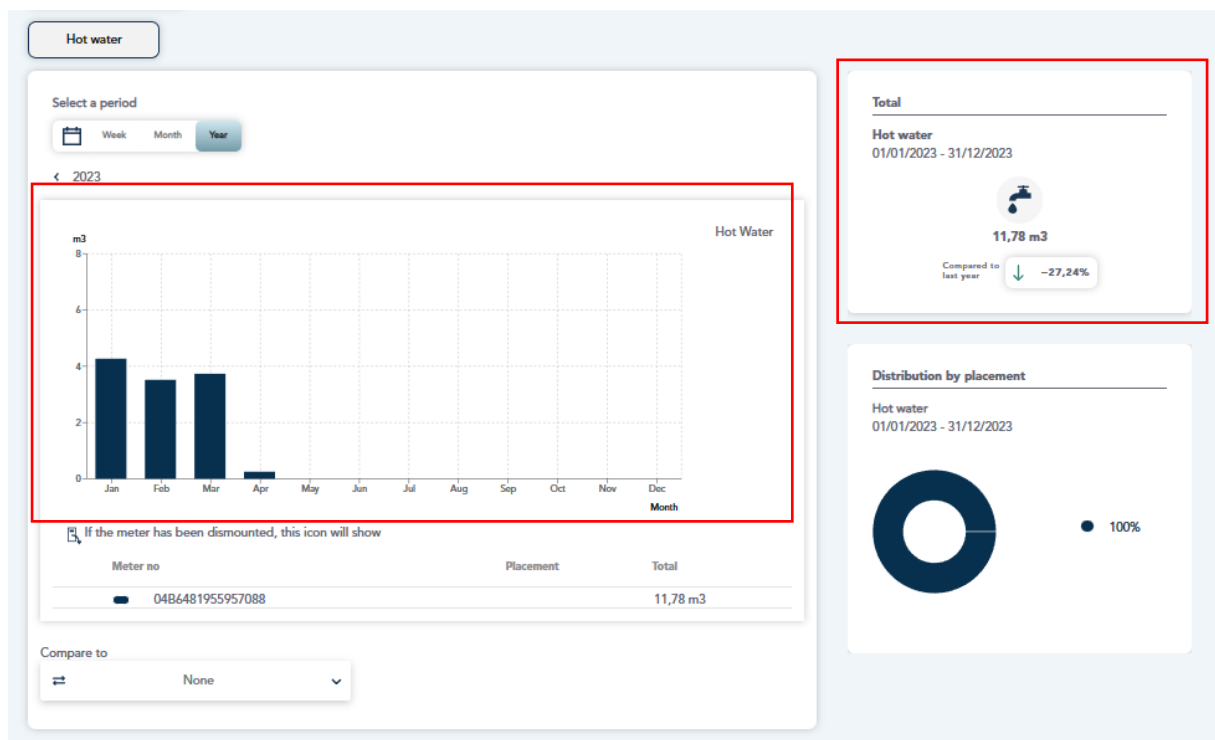 Hot water
Select a period
Week Month Year
2023
Hot Water
m3
8
6
4
2
0
Jan Feb Mar Apr May Jun Jul Aug Sep Oct Nov Dec
Month
If the meter has been dismounted, this icon will show
Meter no Placement Total
04B6481955957088 11,78 m3
Compare to
None
Total
Hot water
01/01/2023 - 31/12/2023
11,78 m3
Compared to
last year
−27,24%
Distribution by placement
Hot water
01/01/2023 - 31/12/2023
100%